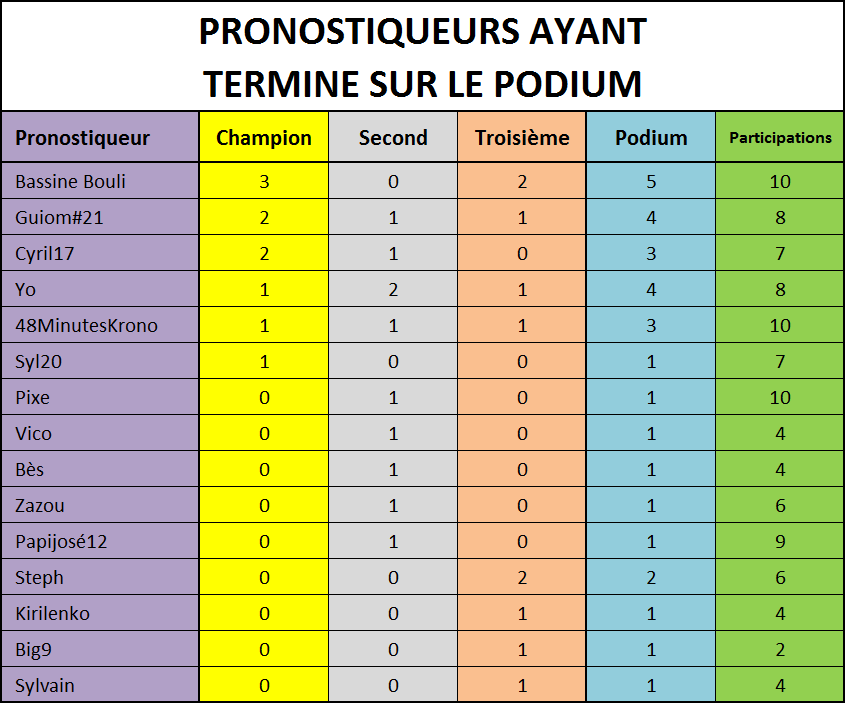 PRONOSTIQUEURS AYANT
TERMINE SUR LE PODIUM
Pronostiqueur Champion Second Troisième Podium Participations
Bassine Bouli 3 0 2 5 10
Guiom#21 2 1 1 4 8
Cyril17 2 1 0 3 7
Yo 1 2 1 4 8
48MinutesKrono 1 1 1 3 10
Syl20 1 0 0 1 7
Pixe 0 1 0 1 10
Vico 0 1 0 1 4
Bès 0 1 0 1 4
Zazou 0 1 0 1 6
Papijosé12 0 1 0 1 9
Steph 0 0 2 2 6
Kirilenko 0 0 1 1 4
Big9 0 0 1 1 2
Sylvain 0 0 1 1 4